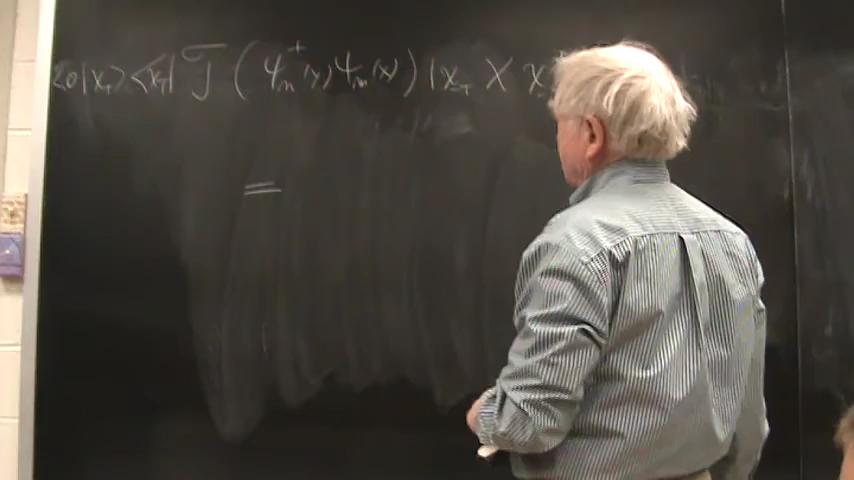 <0|X_T><X_T| J (ψ_m^+(x) ψ_m(x)) |X_T X X
=